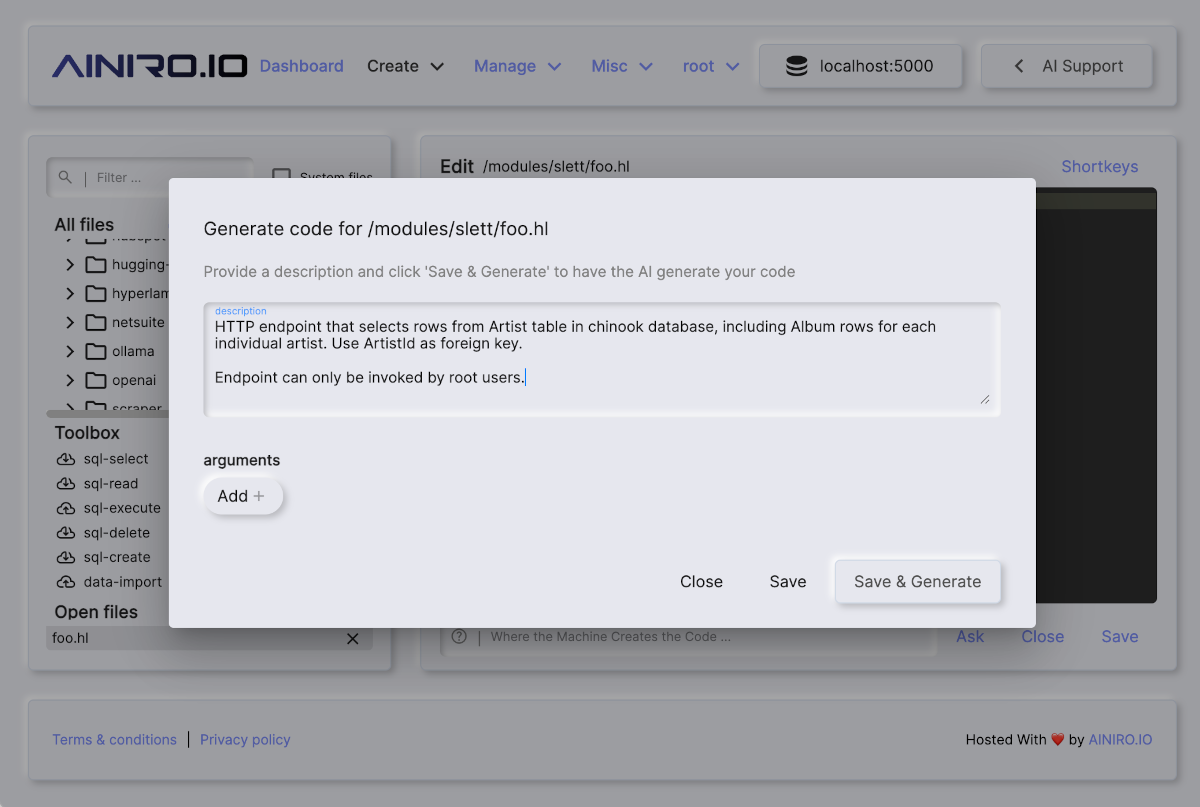 AINIRO.IO
Dashboard
Create
Manage
Misc
root
localhost:5000
AI Support
Filter ...
System files
Edit /modules/slett/foo.hl
Shortkeys
All files
hubspot
hugging-
hyperlam
netsuite
ollama
openai
scraper
Toolbox
sql-select
sql-read
sql-execute
sql-delete
sql-create
data-import
Open files
foo.hl
Generate code for /modules/slett/foo.hl
Provide a description and click 'Save & Generate' to have the AI generate your code
description
HTTP endpoint that selects rows from Artist table in chinook database, including Album rows for each
individual artist. Use ArtistId as foreign key.
Endpoint can only be invoked by root users.
arguments
Add +
Close
Save
Save & Generate
Where the Machine Creates the Code ...
Ask
Close
Save
Terms & conditions | Privacy policy
Hosted With ❤️ by AINIRO.IO